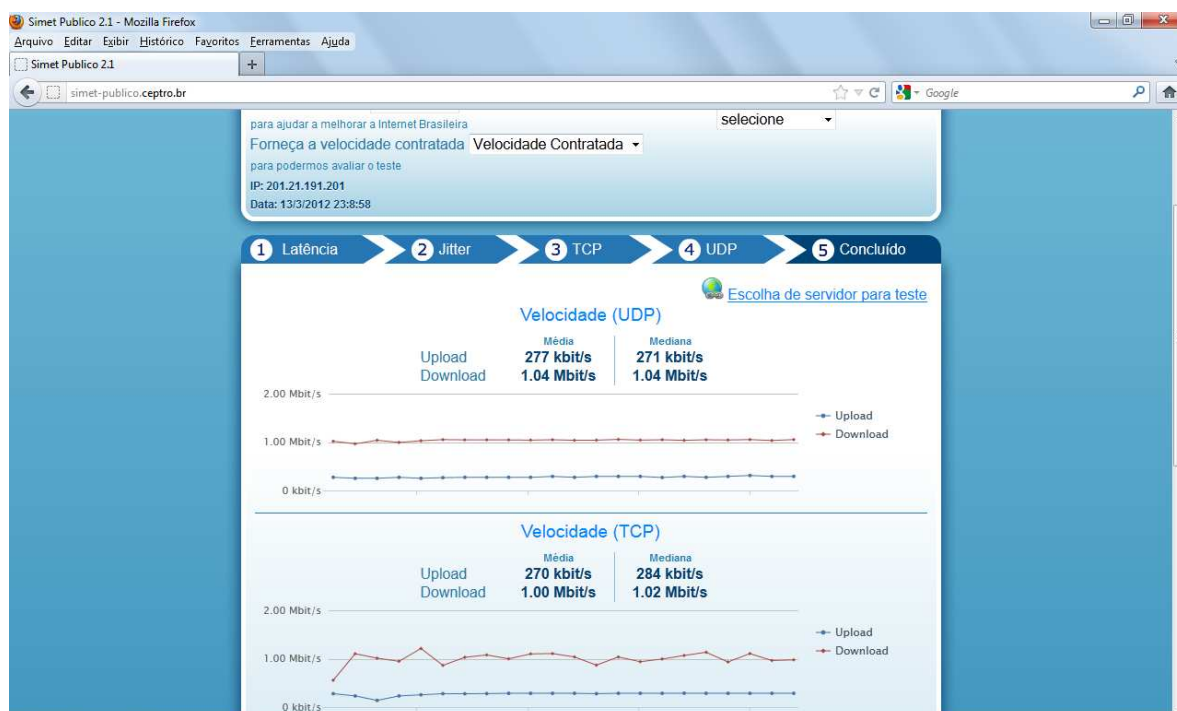 Simet Publico 2.1 - Mozilla Firefox
Arquivo Editar Exibir Histórico Favoritos Ferramentas Ajuda
Simet Publico 2.1 +
simet-publico.ceptro.br Google
para ajudar a melhorar a Internet Brasileira selecione
Forneça a velocidade contratada Velocidade Contratada
para podermos avaliar o teste
IP: 201.21.191.201
Data: 13/3/2012 23:8:58
1 Latência 2 Jitter 3 TCP 4 UDP 5 Concluído
Escolha de servidor para teste
Velocidade (UDP)
Média Mediana
Upload 277 kbit/s 271 kbit/s
Download 1.04 Mbit/s 1.04 Mbit/s
2.00 Mbit/s
Upload
1.00 Mbit/s Download
0 kbit/s
Velocidade (TCP)
Média Mediana
Upload 270 kbit/s 284 kbit/s
Download 1.00 Mbit/s 1.02 Mbit/s
2.00 Mbit/s
Upload
1.00 Mbit/s Download
0 kbit/s